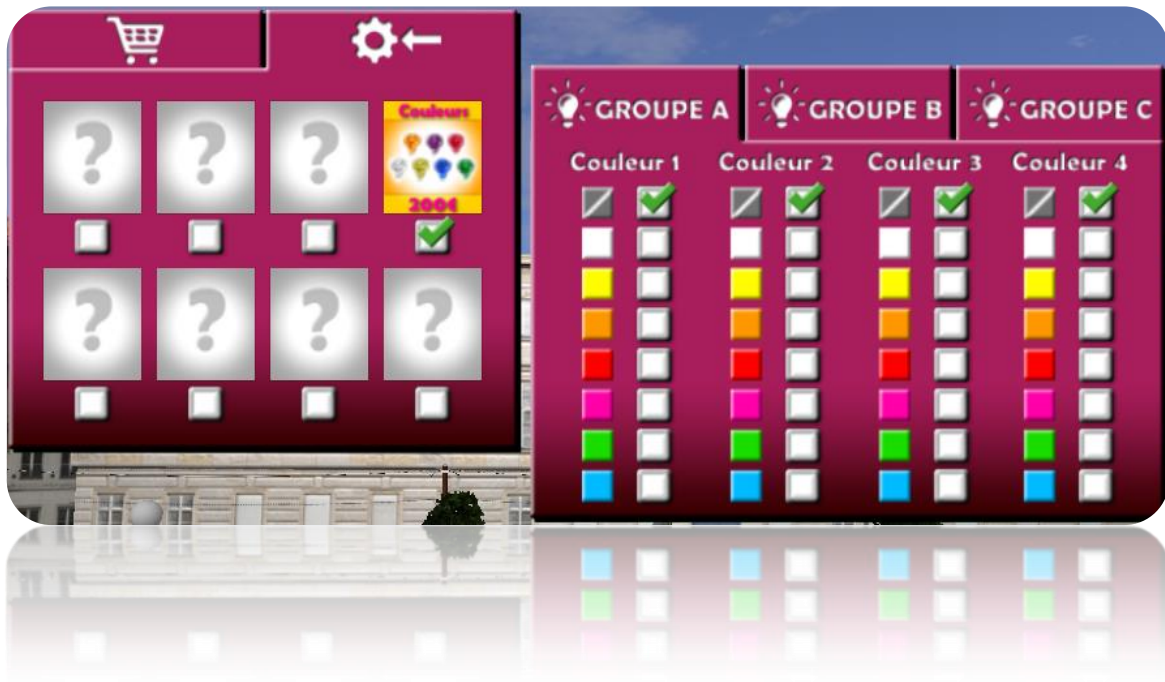 ?
?
?
Couleurs
200€
?
?
?
?
GROUPE A
GROUPE B
GROUPE C
Couleur 1
Couleur 2
Couleur 3
Couleur 4